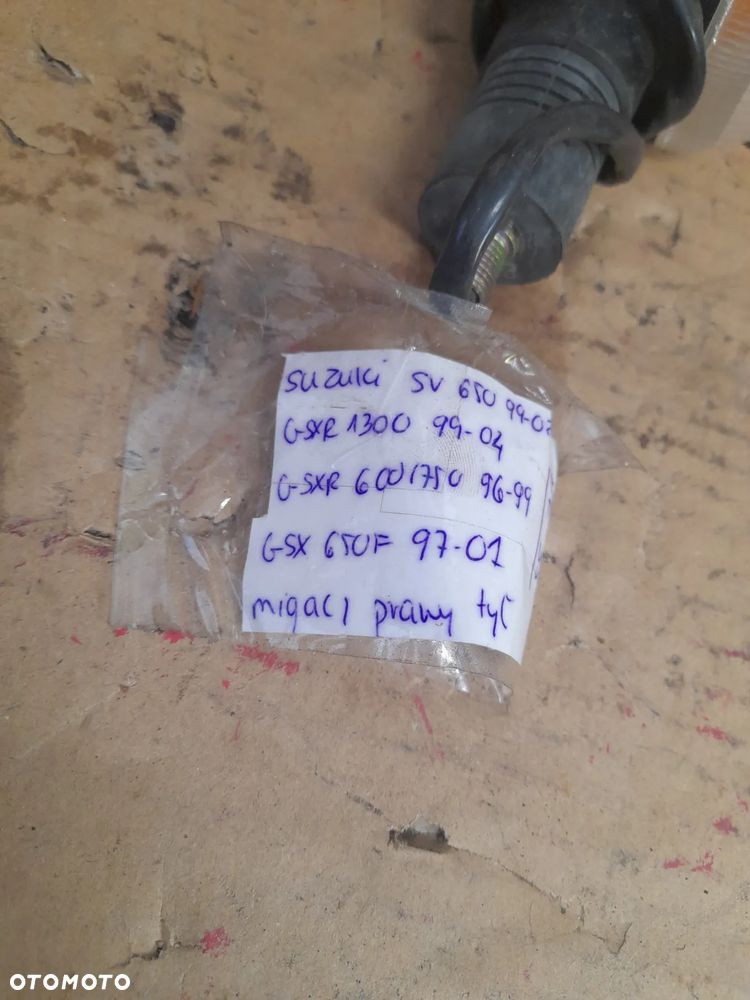 suzuki SV 650 99-02
GSXR 1300 99-04
GSXR 600/750 96-99
GSX 650F 97-01
migacz prawy tył
OTOMOTO